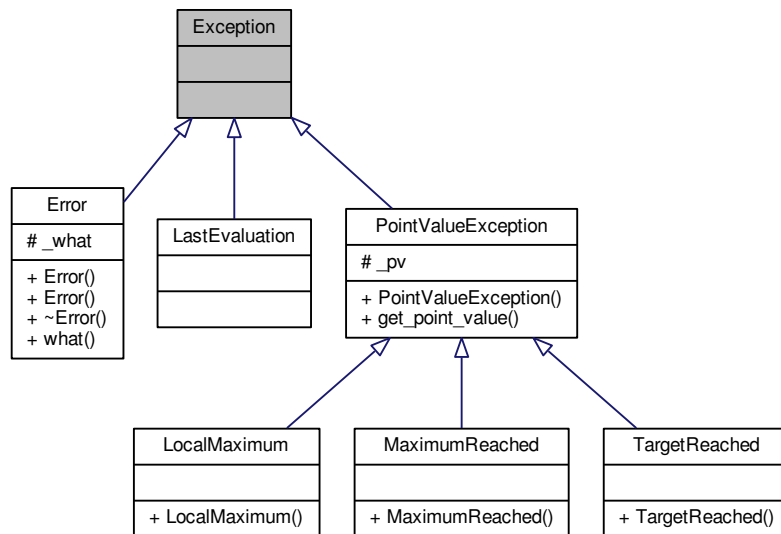 Exception
Error
# _what
+ Error()
+ Error()
+ ~Error()
+ what()
LastEvaluation
PointValueException
# _pv
+ PointValueException()
+ get_point_value()
LocalMaximum
+ LocalMaximum()
MaximumReached
+ MaximumReached()
TargetReached
+ TargetReached()